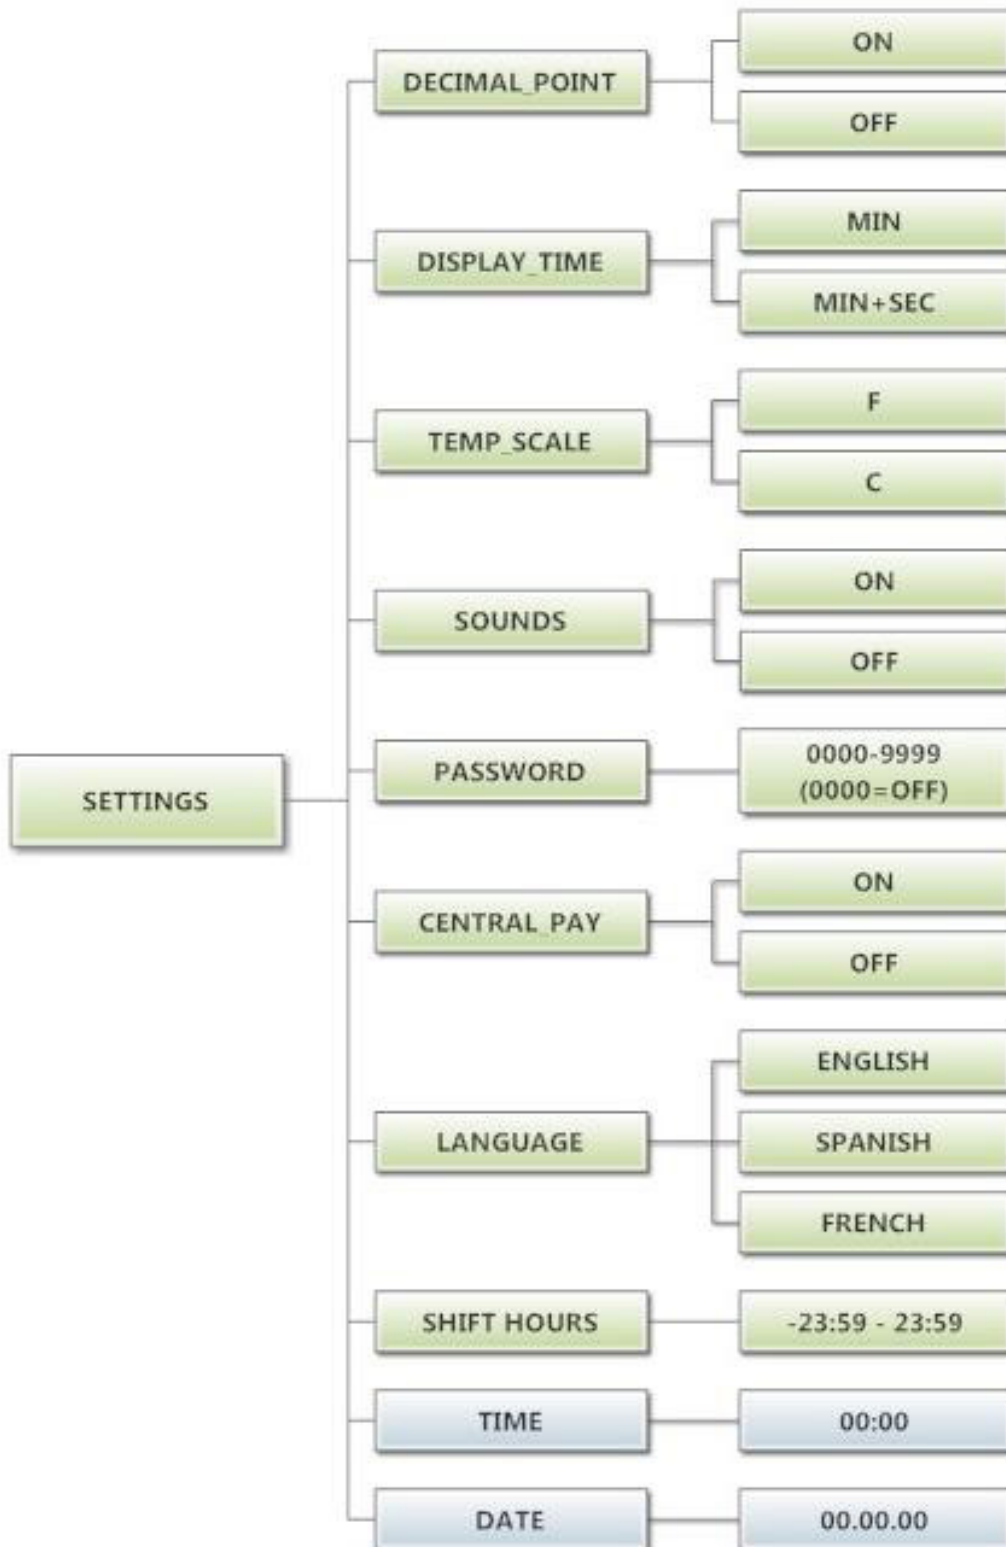 SETTINGS
DECIMAL_POINT
ON
OFF
DISPLAY_TIME
MIN
MIN+SEC
TEMP_SCALE
F
C
SOUNDS
ON
OFF
PASSWORD
0000-9999
(0000=OFF)
CENTRAL_PAY
ON
OFF
LANGUAGE
ENGLISH
SPANISH
FRENCH
SHIFT HOURS
-23:59 - 23:59
TIME
00:00
DATE
00.00.00